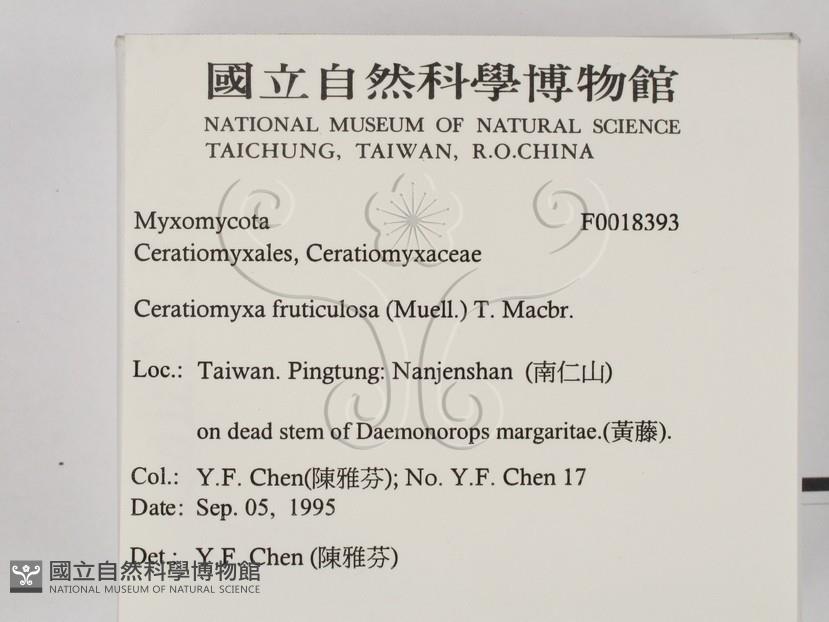 國立自然科學博物館
NATIONAL MUSEUM OF NATURAL SCIENCE
TAICHUNG, TAIWAN, R.O.CHINA
Myxomycota F0018393
Ceratiomyxales, Ceratiomyxaceae
Ceratiomyxa fruticulosa (Muell.) T. Macbr.
Loc.: Taiwan. Pingtung: Nanjenshan (南仁山)
on dead stem of Daemonorops margaritae.(黃藤).
Col.: Y.F. Chen(陳雅芬); No. Y.F. Chen 17
Date: Sep. 05, 1995
Det.: Y.F. Chen (陳雅芬)
國立自然科學博物館
NATIONAL MUSEUM OF NATURAL SCIENCE